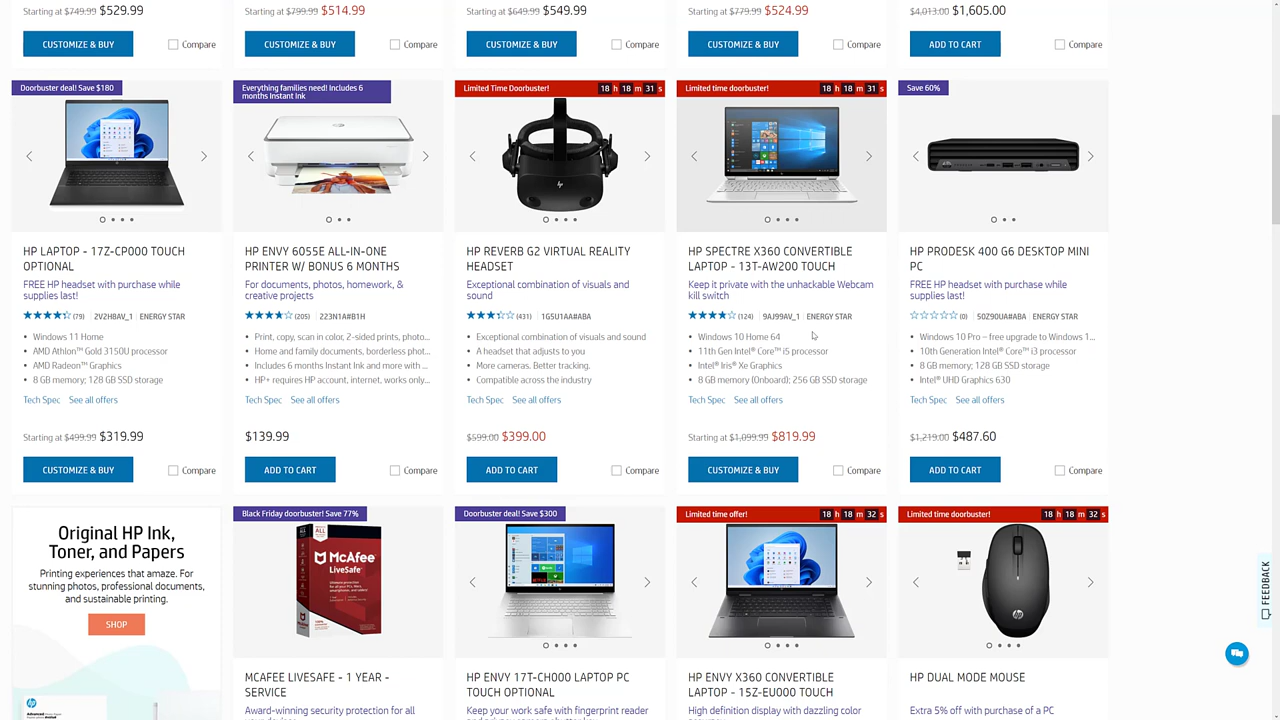 Starting at $749.99 $529.99
$799.99 $514.99
Starting at $649.99 $549.99
Starting at $779.99 $524.99
$4,013.00 $1,605.00
CUSTOMIZE & BUY Compare
CUSTOMIZE & BUY Compare
CUSTOMIZE & BUY Compare
CUSTOMIZE & BUY Compare
ADD TO CART Compare
Doorbuster deal! Save $180
HP LAPTOP - 17Z-CP000 TOUCH
OPTIONAL
FREE HP headset with purchase while
supplies last!
(79) 2V2H8AV_1 ENERGY STAR
Windows 11 Home
AMD Athlon™ Gold 3150U processor
AMD Radeon™ Graphics
8 GB memory; 128 GB SSD storage
Tech Spec See all offers
Starting at $499.99 $319.99
CUSTOMIZE & BUY Compare
Everything families need! Includes 6
months Instant Ink
HP ENVY 6055E ALL-IN-ONE
PRINTER W/ BONUS 6 MONTHS
For documents, photos, homework, &
creative projects
(205) 223N1A#B1H
Print, copy, scan in color, 2-sided prints, photo...
Home and family documents, borderless phot...
Includes 6 months Instant Ink and more with ...
HP+ requires HP account, internet, works only...
Tech Spec See all offers
$139.99
ADD TO CART Compare
Limited Time Doorbuster! 18 h 18 m 31 s
HP REVERB G2 VIRTUAL REALITY
HEADSET
Exceptional combination of visuals and
sound
(431) 1G5U1AA#ABA
Exceptional combination of visuals and sound
A headset that adjusts to you
More cameras. Better tracking.
Compatible across the industry
Tech Spec See all offers
$599.00 $399.00
ADD TO CART Compare
Limited time doorbuster! 18 h 18 m 31 s
HP SPECTRE X360 CONVERTIBLE
LAPTOP - 13T-AW200 TOUCH
Keep it private with the unhackable Webcam
kill switch
(124) 9AJ99AV_1 ENERGY STAR
Windows 10 Home 64
11th Gen Intel® Core™ i5 processor
Intel® Iris® Xe Graphics
8 GB memory (Onboard); 256 GB SSD storage
Tech Spec See all offers
Starting at $1,099.99 $819.99
CUSTOMIZE & BUY Compare
Save 60%
HP PRODESK 400 G6 DESKTOP MINI
PC
FREE HP headset with purchase while
supplies last!
(0) S0Z90UA#ABA ENERGY STAR
Windows 10 Pro – free upgrade to Windows 1...
10th Generation Intel® Core™ i3 processor
8 GB memory; 128 GB SSD storage
Intel® UHD Graphics 630
Tech Spec See all offers
$1,219.00 $487.60
ADD TO CART Compare
Original HP Ink,
Toner, and Papers
Printing experiences that amaze. For
stunning photos, professional documents,
and sustainable printing.
SHOP
Black Friday doorbuster! Save 77%
McAfee
LiveSafe™
MCAFEE LIVESAFE - 1 YEAR -
SERVICE
Award-winning security protection for all
Doorbuster deal! Save $300
HP ENVY 17T-CH000 LAPTOP PC
TOUCH OPTIONAL
Keep your work safe with fingerprint reader
Limited time offer! 18 h 18 m 32 s
HP ENVY X360 CONVERTIBLE
LAPTOP - 15Z-EU000 TOUCH
High definition display with dazzling color
Limited time doorbuster! 18 h 18 m 32 s
HP DUAL MODE MOUSE
Extra 5% off with purchase of a PC
FEEDBACK